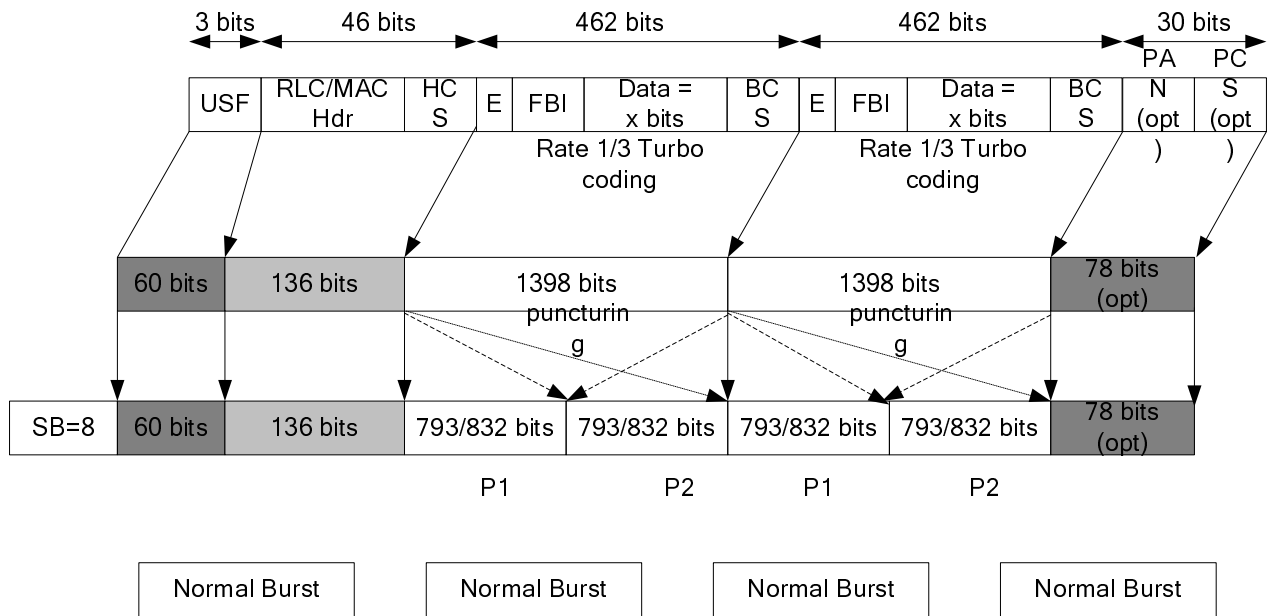 3 bits
46 bits
462 bits
462 bits
30 bits
USF
RLC/MAC
Hdr
HC
S
E
FBI
Data =
x bits
BC
S
E
FBI
Data =
x bits
BC
S
PA
N
(opt
)
PC
S
(opt
)
Rate 1/3 Turbo
coding
Rate 1/3 Turbo
coding
60 bits
136 bits
1398 bits
1398 bits
78 bits
(opt)
puncturin
g
puncturin
g
SB=8
60 bits
136 bits
793/832 bits
793/832 bits
793/832 bits
793/832 bits
78 bits
(opt)
P1
P2
P1
P2
Normal Burst
Normal Burst
Normal Burst
Normal Burst